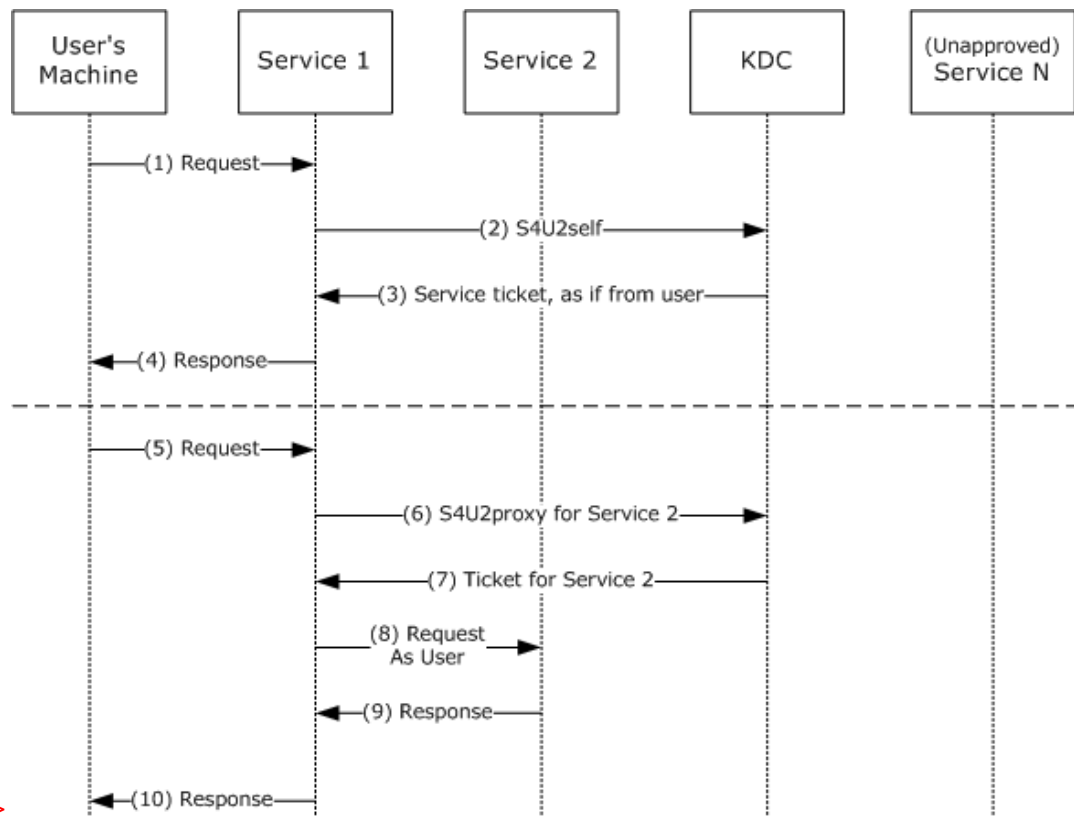 User's
Machine
Service 1
Service 2
KDC
(Unapproved)
Service N
(1) Request
(2) S4U2self
(3) Service ticket, as if from user
(4) Response
(5) Request
(6) S4U2proxy for Service 2
(7) Ticket for Service 2
(8) Request
As User
(9) Response
(10) Response